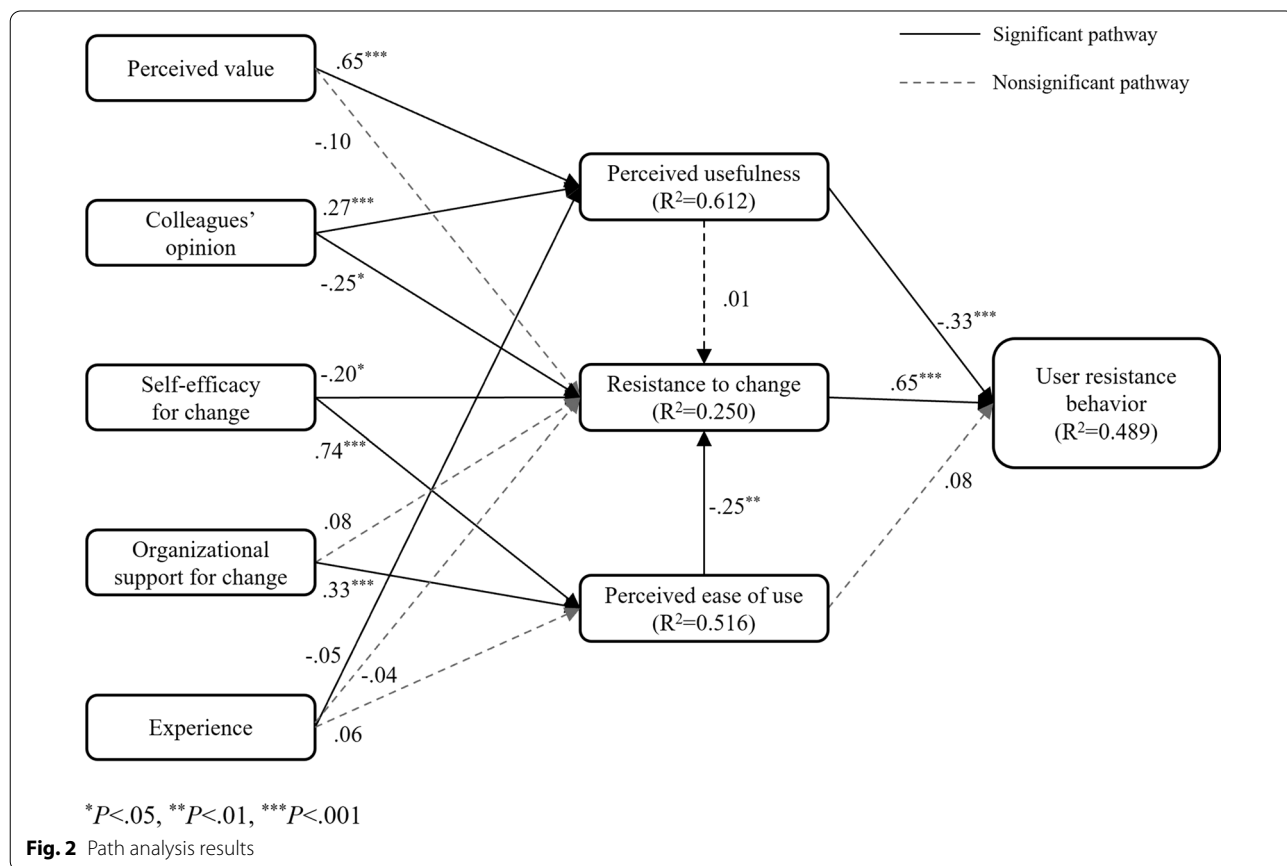 Significant pathway
Nonsignificant pathway
Perceived value
.65***
-.10
Perceived usefulness
(R²=0.612)
Colleagues’
opinion
.27***
-.25*
.01
-.33***
Self-efficacy
for change
-.20*
.74***
Resistance to change
(R²=0.250)
.65***
User resistance
behavior
(R²=0.489)
-.25**
.08
Organizational
support for change
.08
.33***
Perceived ease of use
(R²=0.516)
Experience
-.05
-.04
.06
*P<.05, **P<.01, ***P<.001
Fig. 2 Path analysis results